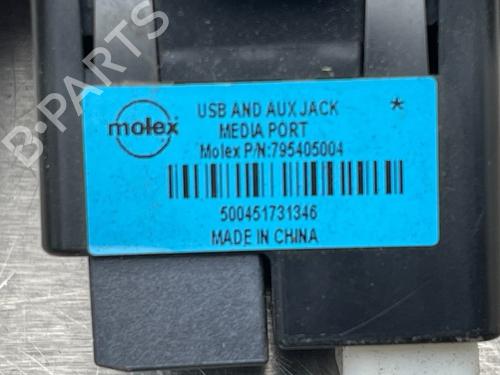 B-PARTS
molex
USB AND AUX JACK *
MEDIA PORT
Molex P/N:795405004
500451731346
MADE IN CHINA